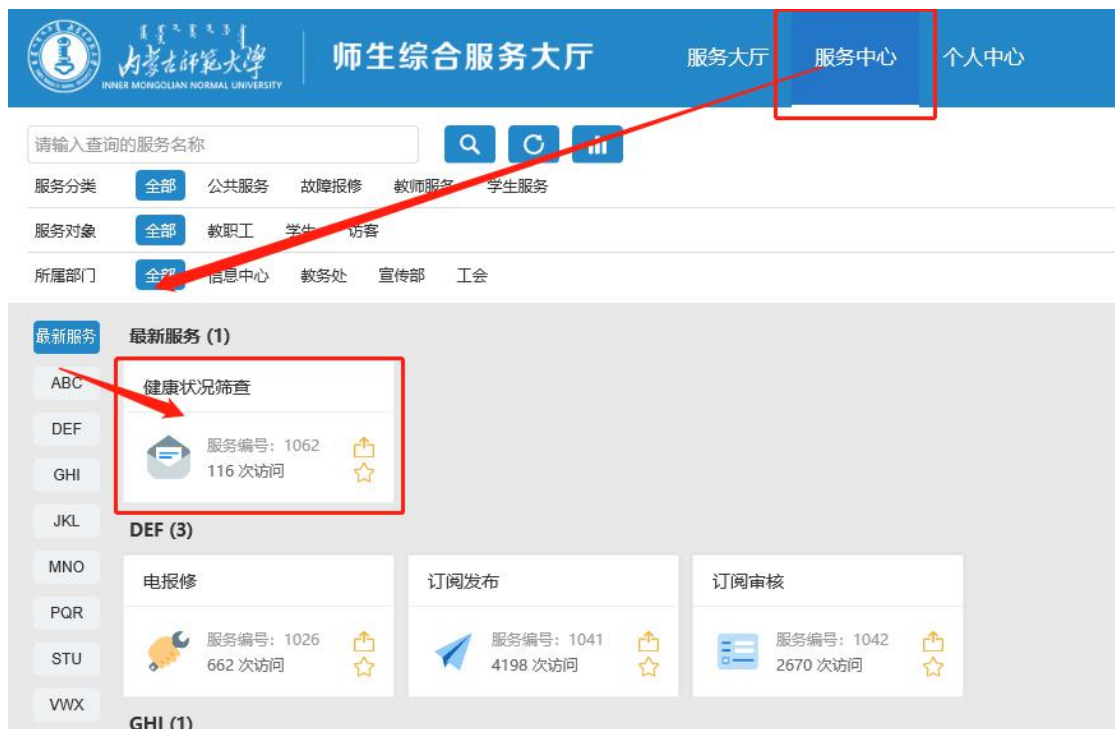 内蒙古师范大学
INNER MONGOLIAN NORMAL UNIVERSITY
师生综合服务大厅 服务大厅 服务中心 个人中心
请输入查询的服务名称
服务分类 全部 公共服务 故障报修 教师服务 学生服务
服务对象 全部 教职工 学生 访客
所属部门 全部 信息中心 教务处 宣传部 工会
最新服务 最新服务 (1)
ABC 健康状况筛查
DEF 服务编号：1062
GHI 116 次访问
JKL DEF (3)
MNO 电报修 订阅发布 订阅审核
PQR 服务编号：1026 服务编号：1041 服务编号：1042
STU 662 次访问 4198 次访问 2670 次访问
VWX GHI (1)